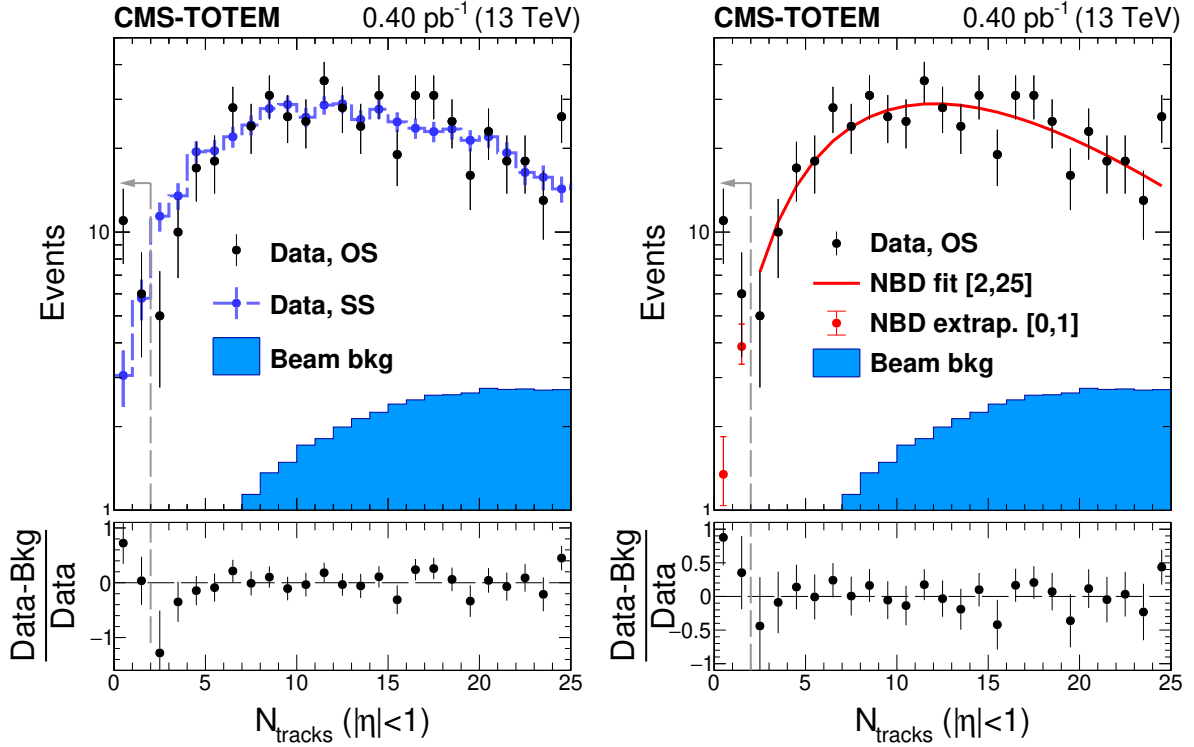 CMS-TOTEM 0.40 pb⁻¹ (13 TeV)
Events
10
1
Data, OS
Data, SS
Beam bkg
Data-Bkg
Data
0
−1
0 5 10 15 20 25
N_tracks (|η|<1)
CMS-TOTEM 0.40 pb⁻¹ (13 TeV)
Events
10
1
Data, OS
NBD fit [2,25]
NBD extrap. [0,1]
Beam bkg
Data-Bkg
Data
1
0.5
0
−0.5
−1
0 5 10 15 20 25
N_tracks (|η|<1)